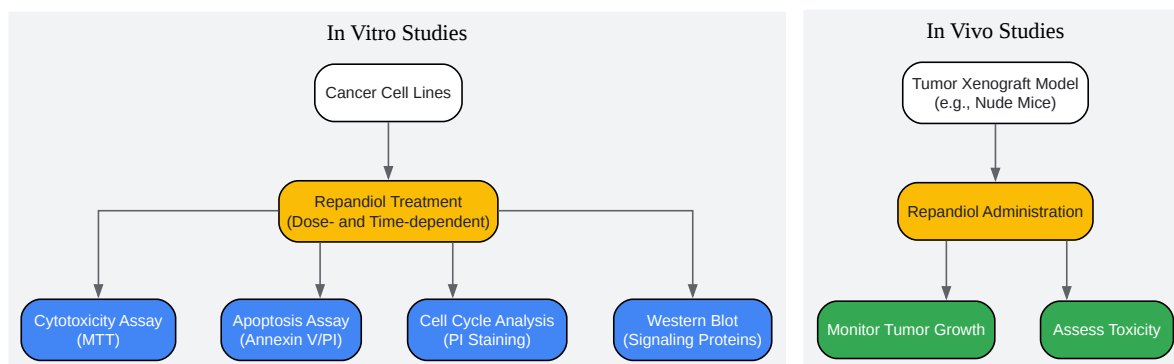 In Vitro Studies
Cancer Cell Lines
Repandiol Treatment
(Dose- and Time-dependent)
Cytotoxicity Assay
(MTT)
Apoptosis Assay
(Annexin V/PI)
Cell Cycle Analysis
(PI Staining)
Western Blot
(Signaling Proteins)
In Vivo Studies
Tumor Xenograft Model
(e.g., Nude Mice)
Repandiol Administration
Monitor Tumor Growth
Assess Toxicity